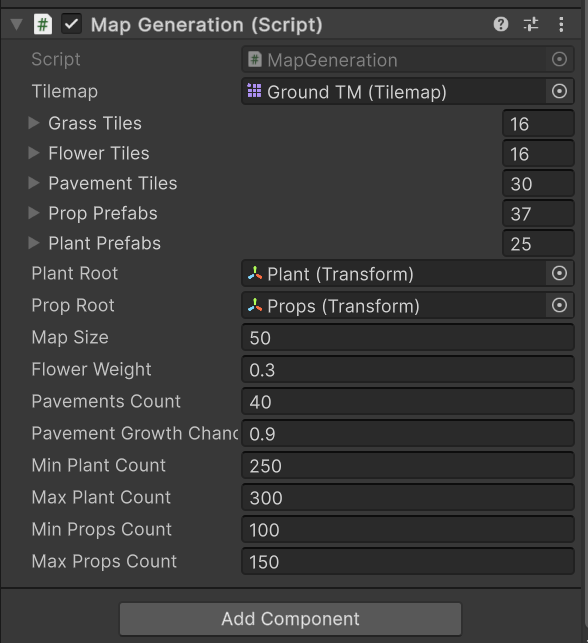 Map Generation (Script)
Script MapGeneration
Tilemap Ground TM (Tilemap)
Grass Tiles 16
Flower Tiles 16
Pavement Tiles 30
Prop Prefabs 37
Plant Prefabs 25
Plant Root Plant (Transform)
Prop Root Props (Transform)
Map Size 50
Flower Weight 0.3
Pavements Count 40
Pavement Growth Chanc 0.9
Min Plant Count 250
Max Plant Count 300
Min Props Count 100
Max Props Count 150
Add Component